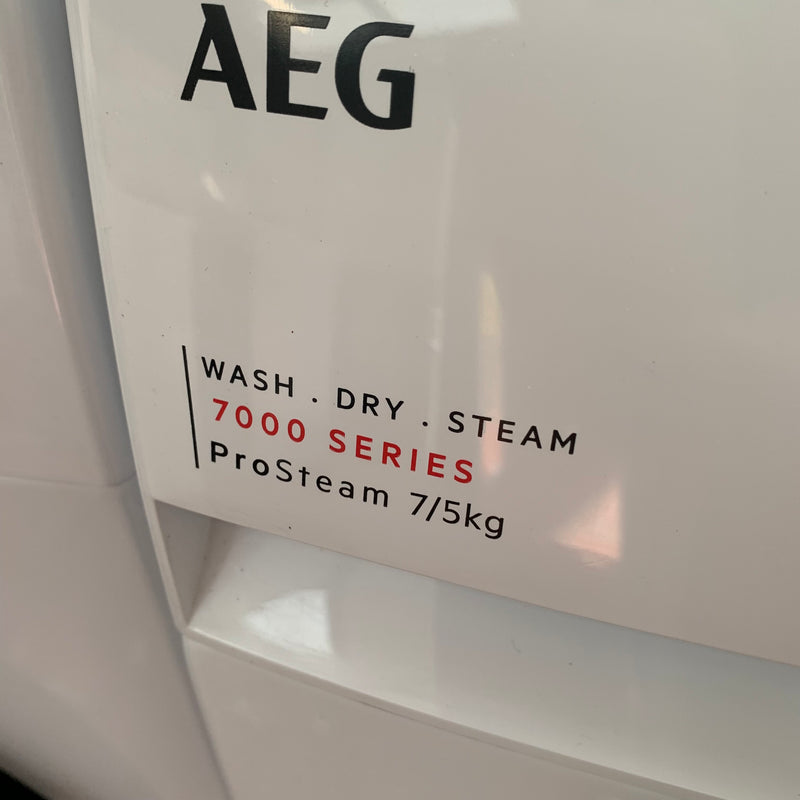 AEG
WASH . DRY . STEAM
7000 SERIES
ProSteam 7/5kg